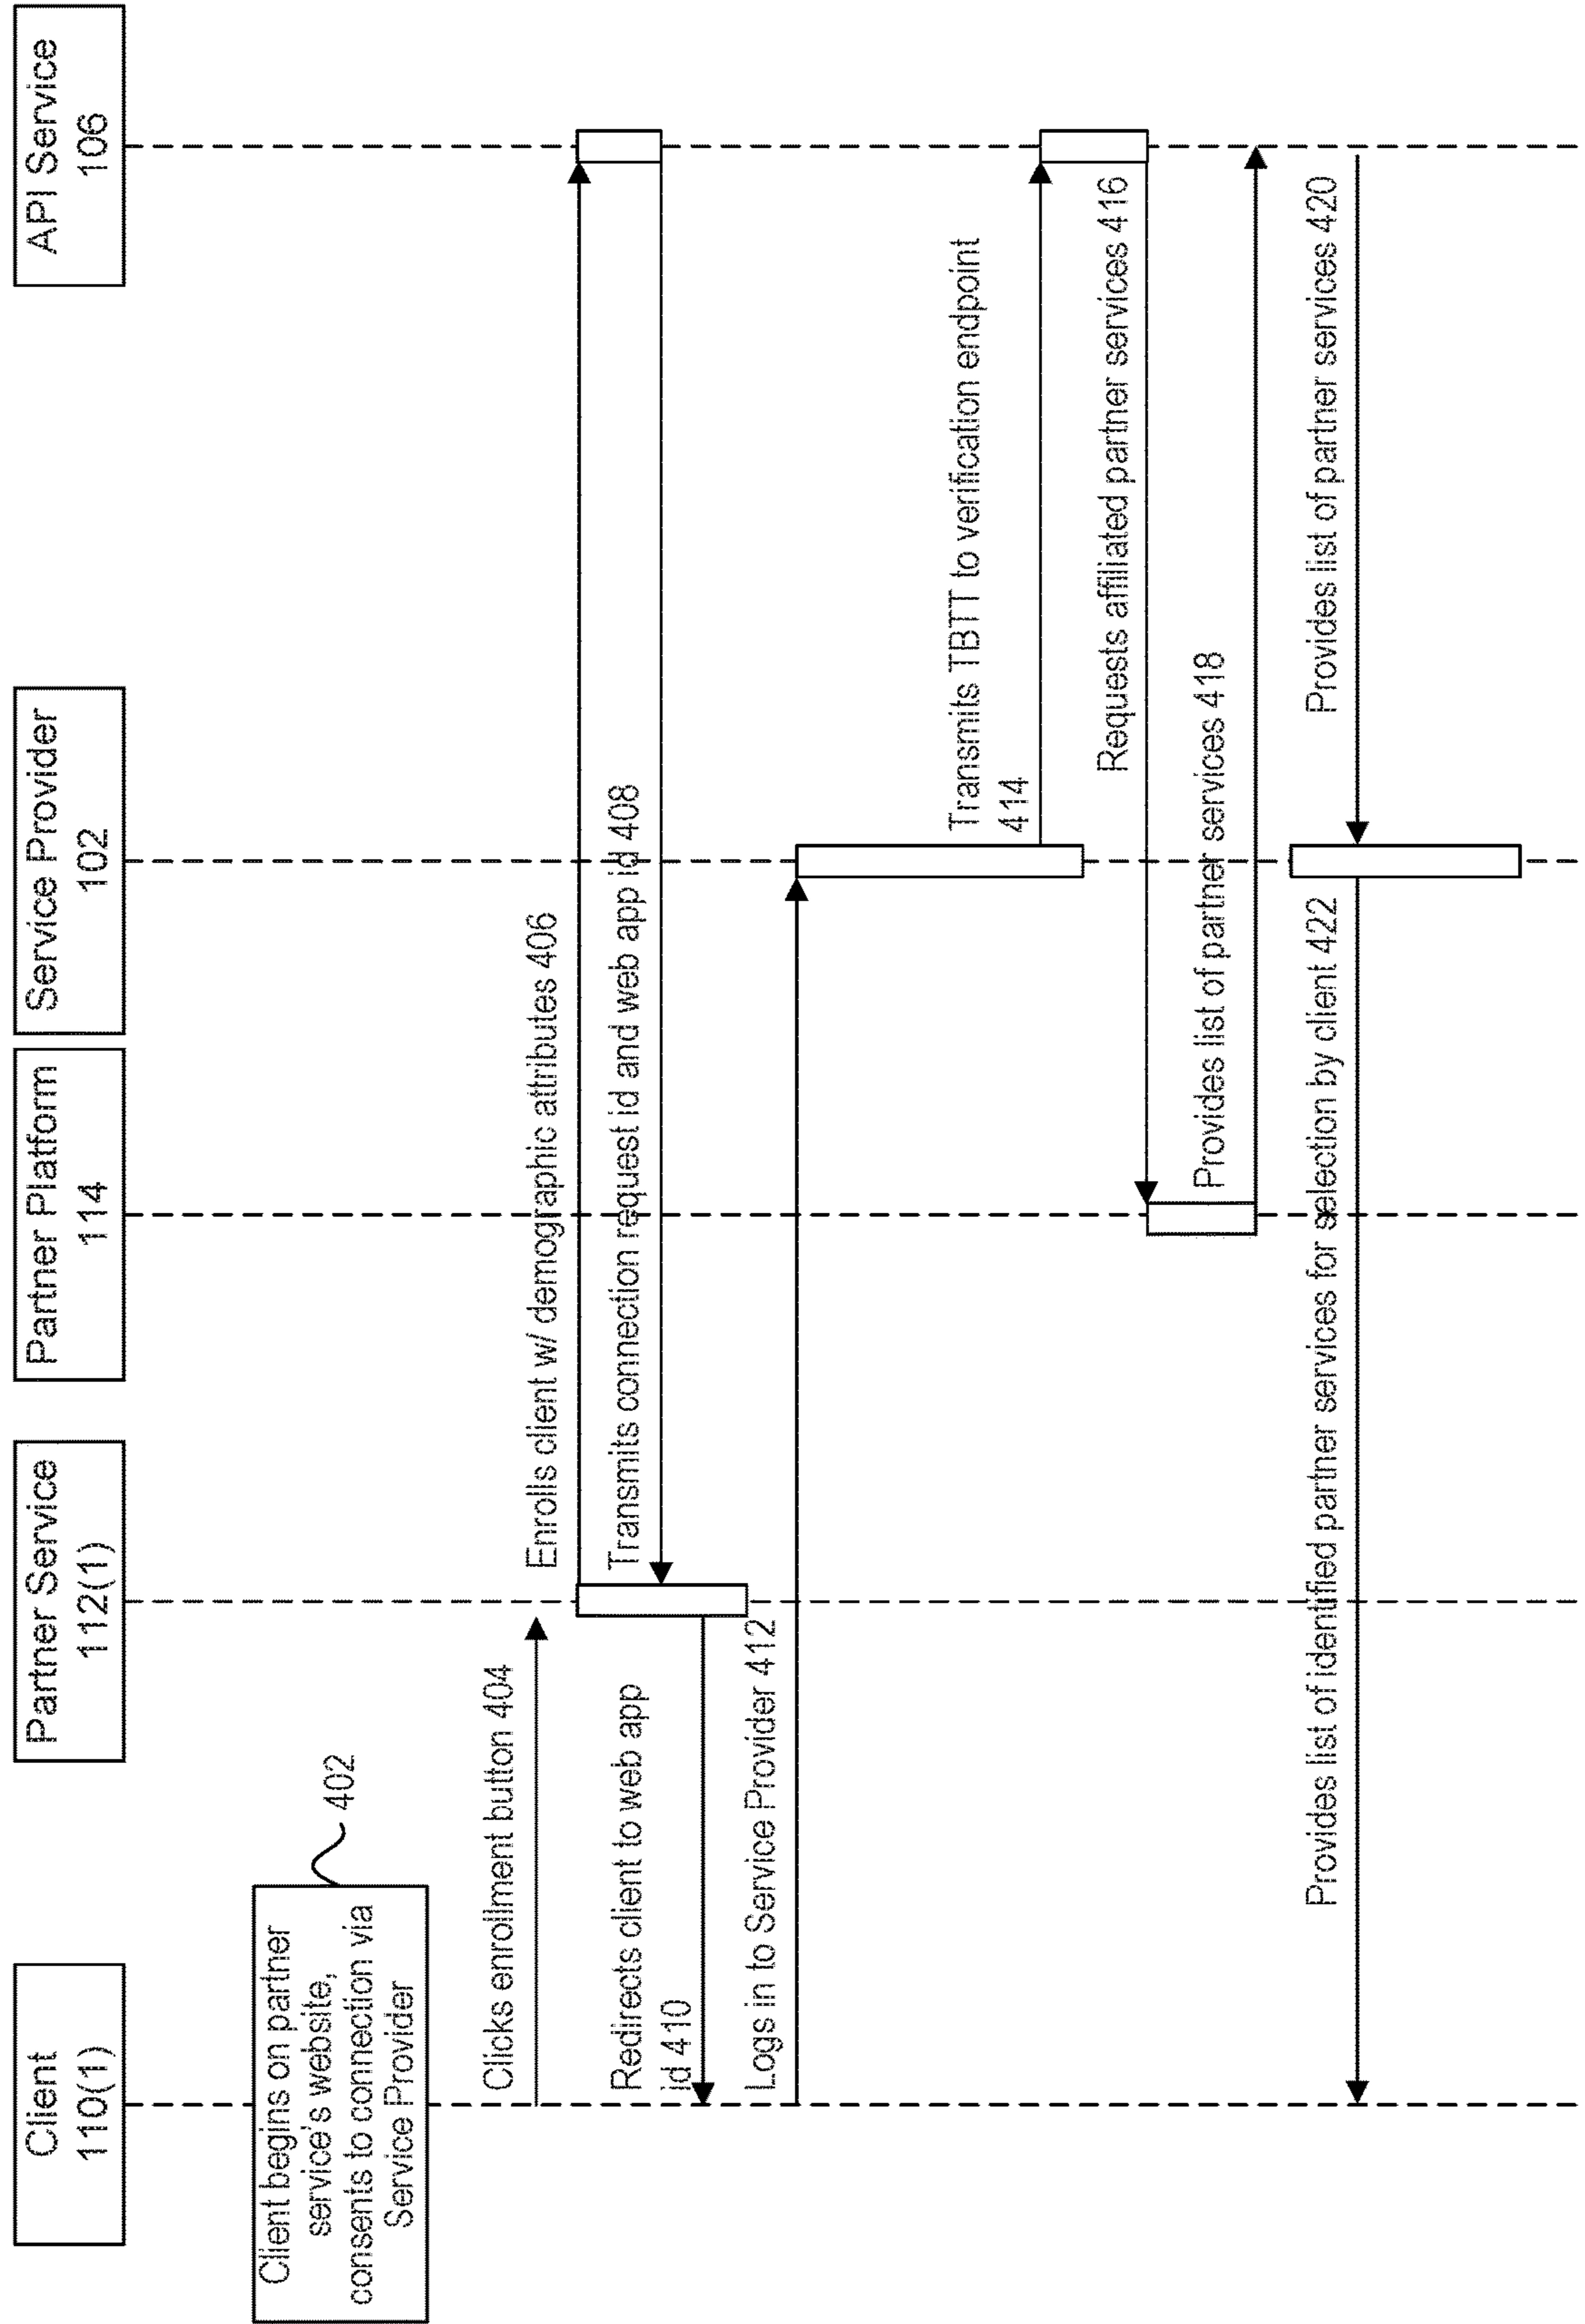 Client
110(1)
Partner Service
112(1)
Partner Platform
114
Service Provider
102
API Service
106
Client begins on partner
service's website,
consents to connection via
Service Provider
402
Clicks enrollment button 404
Enrolls client w/ demographic attributes 406
Transmits connection request id and web app id 408
Redirects client to web app
id 410
Logs in to Service Provider 412
Transmits TBTT to verification endpoint
414
Requests affiliated partner services 416
Provides list of partner services 418
Provides list of partner services 420
Provides list of identified partner services for selection by client 422